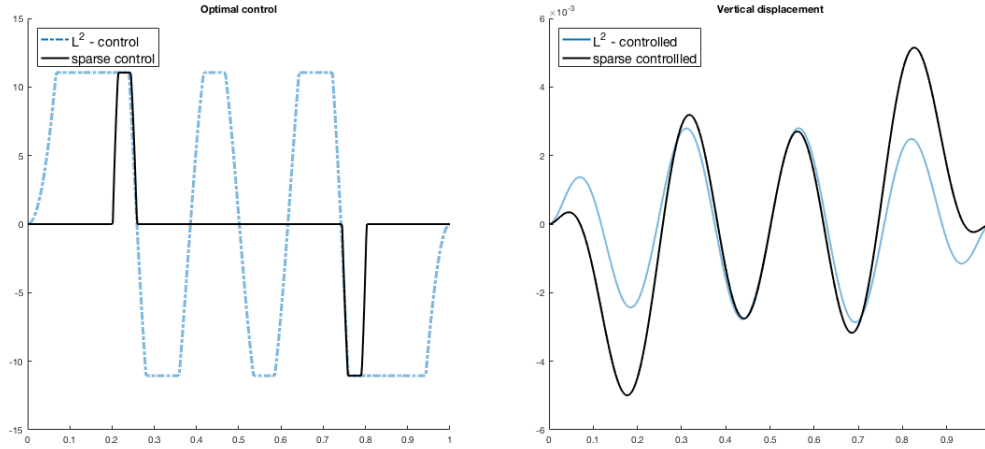 Optimal control
15
10
5
0
-5
-10
-15
0 0.1 0.2 0.3 0.4 0.5 0.6 0.7 0.8 0.9 1
L² - control
sparse control
Vertical displacement
×10⁻³
6
4
2
0
-2
-4
-6
0 0.1 0.2 0.3 0.4 0.5 0.6 0.7 0.8 0.9
L² - controlled
sparse controllled